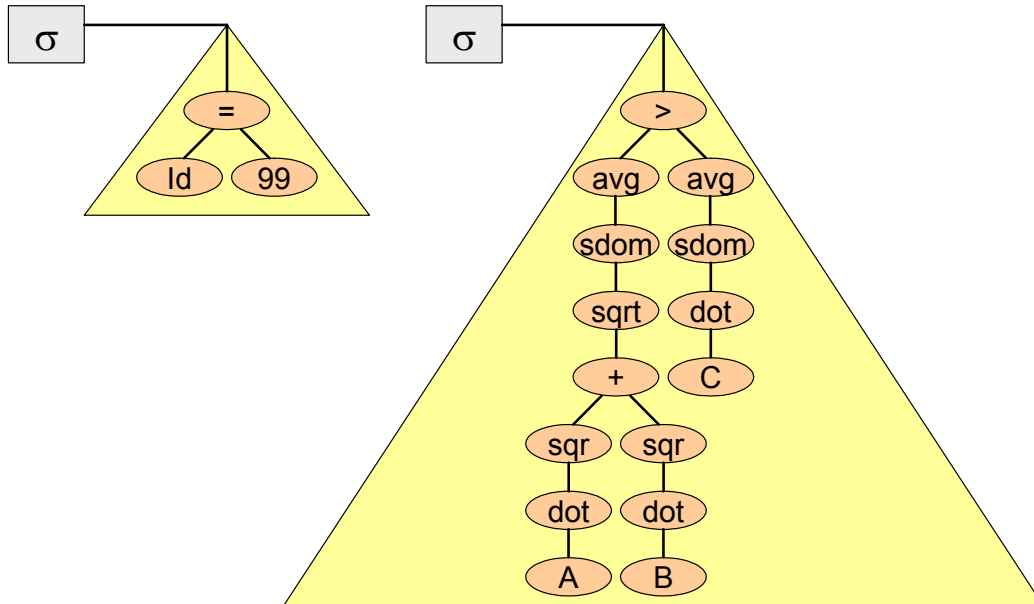 σ
=
Id 99
σ
>
avg avg
sdom sdom
sqrt dot
+ C
sqr sqr
dot dot
A B